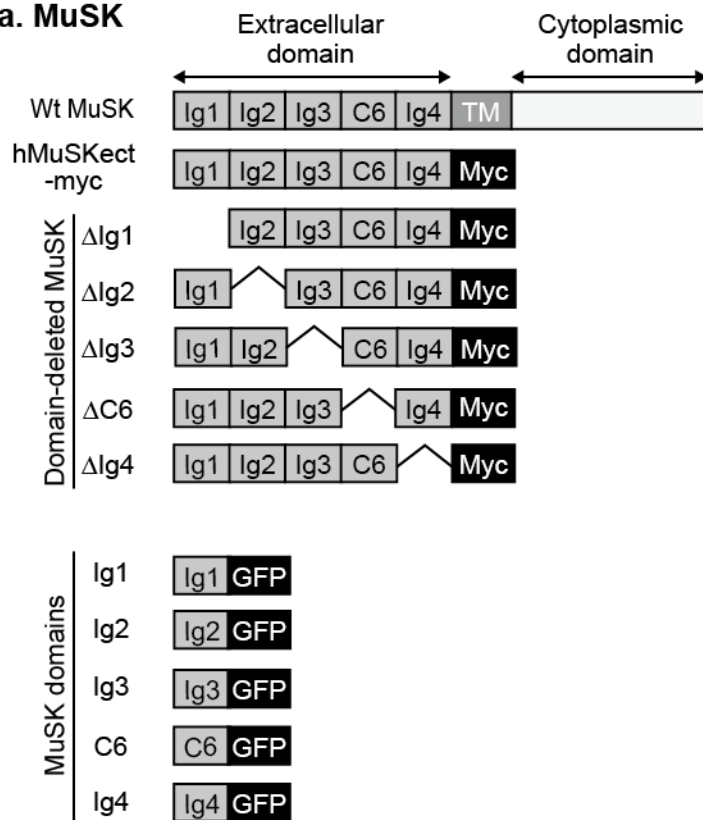 a. MuSK
Extracellular
domain
Cytoplasmic
domain
Wt MuSK Ig1 Ig2 Ig3 C6 Ig4 TM
hMuSKect
-myc
Ig1 Ig2 Ig3 C6 Ig4 Myc
Domain-deleted MuSK
ΔIg1 Ig2 Ig3 C6 Ig4 Myc
ΔIg2 Ig1 Ig3 C6 Ig4 Myc
ΔIg3 Ig1 Ig2 C6 Ig4 Myc
ΔC6 Ig1 Ig2 Ig3 Ig4 Myc
ΔIg4 Ig1 Ig2 Ig3 C6 Myc
MuSK domains
Ig1 Ig1 GFP
Ig2 Ig2 GFP
Ig3 Ig3 GFP
C6 C6 GFP
Ig4 Ig4 GFP